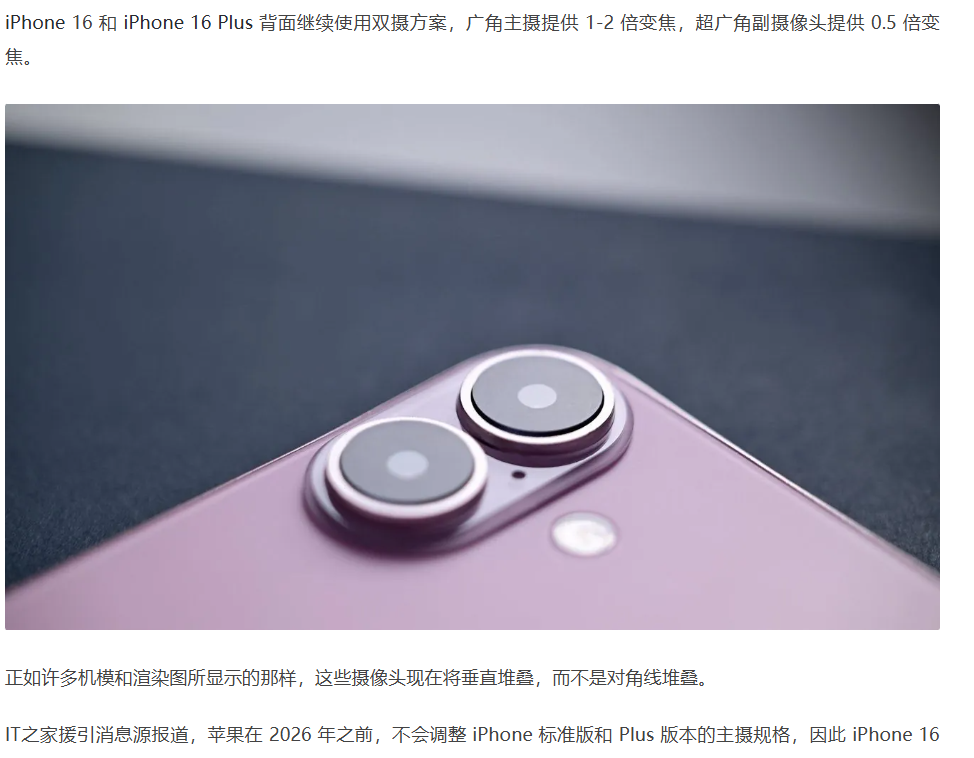 iPhone 16 和 iPhone 16 Plus 背面继续使用双摄方案，广角主摄提供 1-2 倍变焦，超广角副摄像头提供 0.5 倍变
焦。
正如许多机模和渲染图所显示的那样，这些摄像头现在将垂直堆叠，而不是对角线堆叠。
IT之家援引消息源报道，苹果在 2026 年之前，不会调整 iPhone 标准版和 Plus 版本的主摄规格，因此 iPhone 16